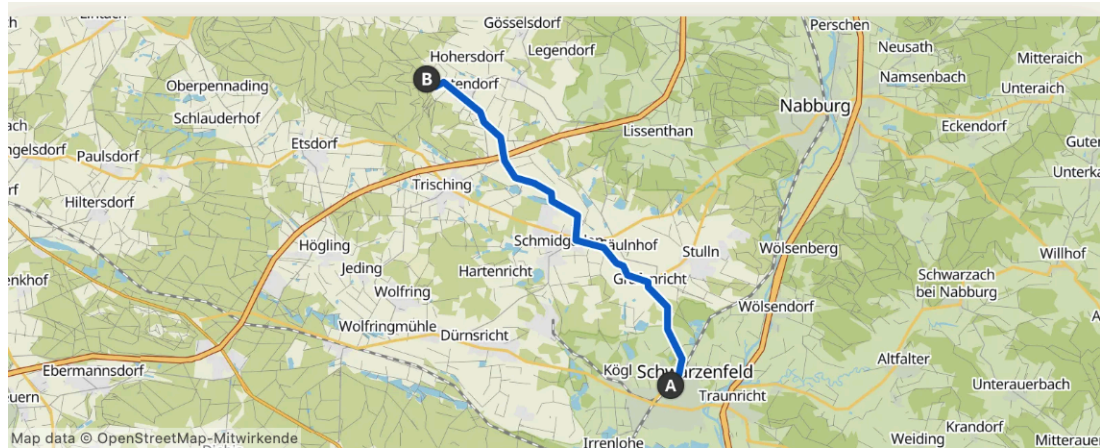 Gösselsdorf
Perschen
Hohersdorf
Legendorf
Neusath
Mitteraich
B
Oberpennading
Namsenbach
Unteraich
Nabburg
Schlauderhof
Lissenthan
Eckendorf
Etsdorf
Paulsdorf
Trisching
Hiltersdorf
Högling
Schmidg
Stulln
Wölsenberg
Willhof
Jeding
Hartenricht
Schwarzach
bei Nabburg
Wolfring
Wölsendorf
Wolfringmühle
Dürnsricht
Altfalter
Ebermannsdorf
Kögl
Schwarzenfeld
A
Unterauerbach
Traunricht
Krandorf
Weiding
Irrenlohe
Map data © OpenStreetMap-Mitwirkende